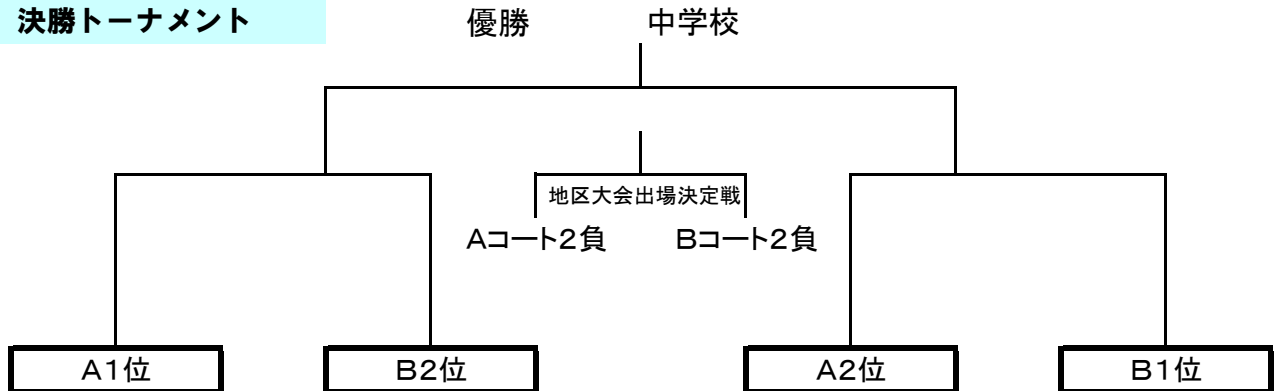 決勝トーナメント
優勝 中学校
地区大会出場決定戦
Aコート2負 Bコート2負
A1位 B2位 A2位 B1位